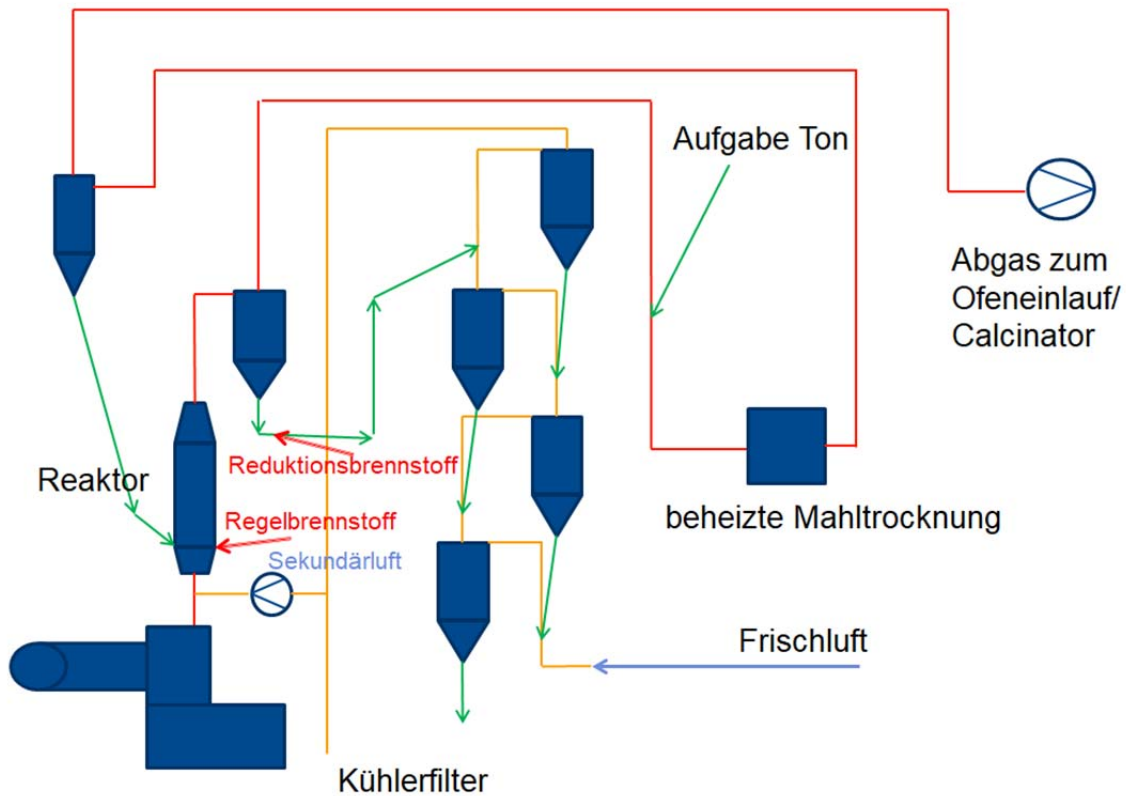 Aufgabe Ton
Abgas zum
Ofeneinlauf/
Calcinator
Reduktionsbrennstoff
Reaktor
Regelbrennstoff
beheizte Mahltrocknung
Sekundärluft
Frischluft
Kühlerfilter